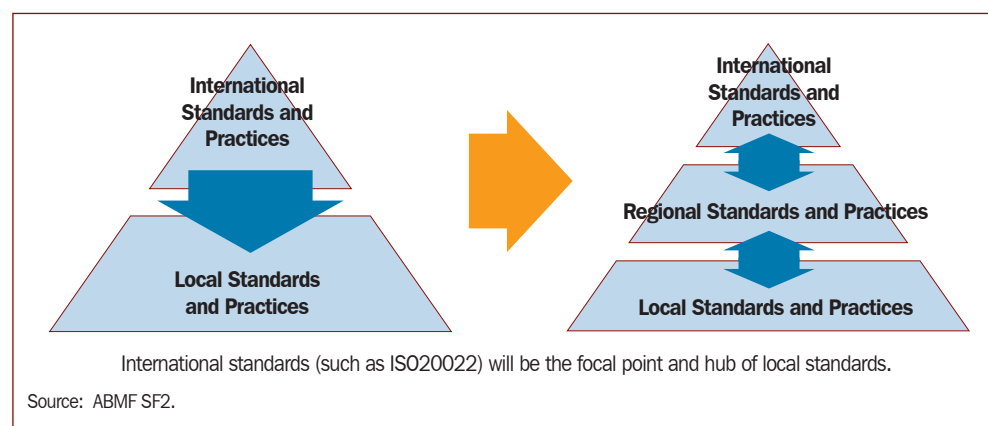 International
Standards and
Practices
Local Standards
and Practices
International
Standards and
Practices
Regional Standards and Practices
Local Standards and Practices
International standards (such as ISO20022) will be the focal point and hub of local standards.
Source: ABMF SF2.